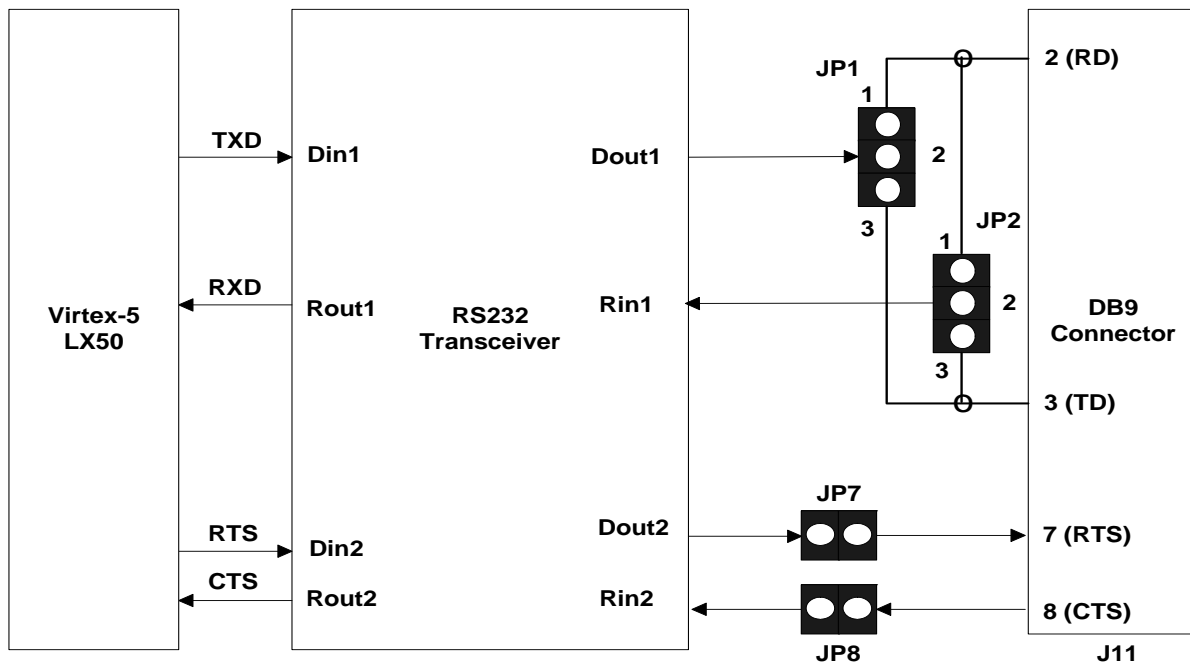 JP1
2 (RD)
1
TXD
Din1
Dout1
2
3
JP2
1
RXD
Rout1
Rin1
2
Virtex-5
LX50
RS232
Transceiver
DB9
Connector
3
3 (TD)
JP7
RTS
Din2
Dout2
7 (RTS)
CTS
Rout2
Rin2
8 (CTS)
JP8
J11